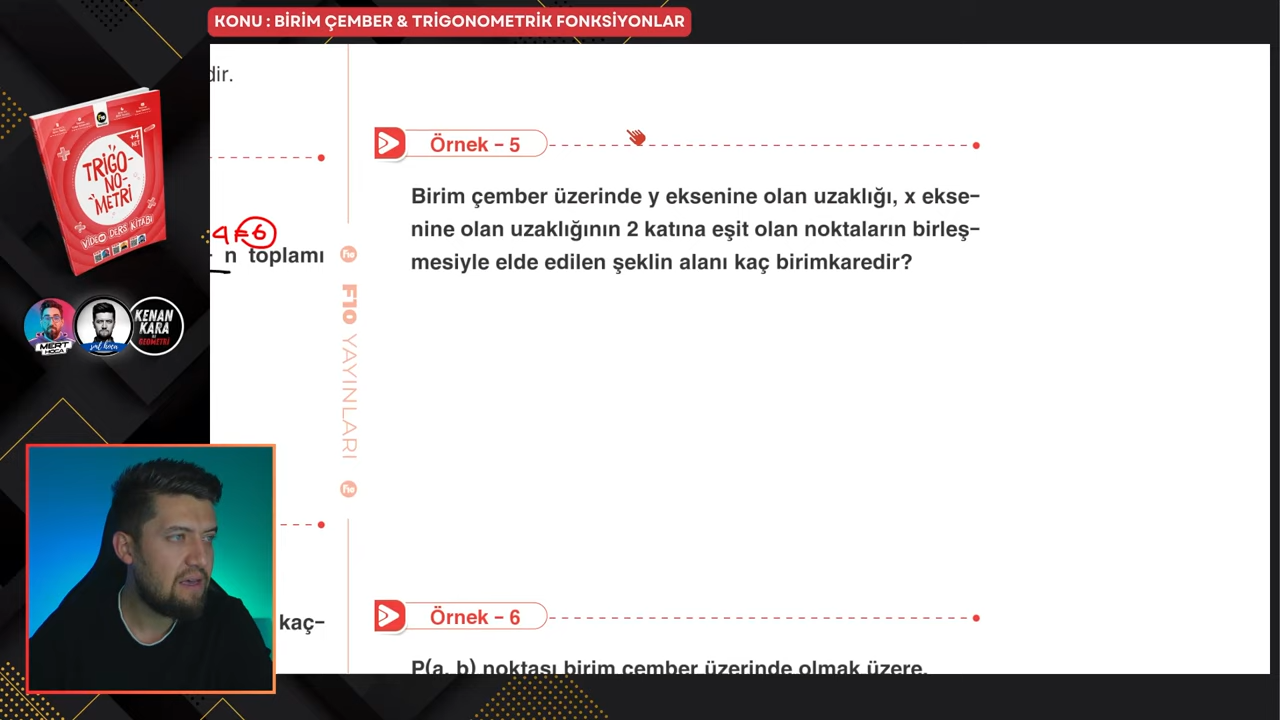 KONU : BİRİM ÇEMBER & TRİGONOMETRİK FONKSİYONLAR
dir.
+4 NET
TRİGO-
NO-
METRİ
VİDEO DERS KİTABI
4 = 6
n toplamı
MERT HOCA
KENAN KARA
GEOMETRİ
F10 YAYINLARI
kaç-
Örnek - 5
Birim çember üzerinde y eksenine olan uzaklığı, x ekse-
nine olan uzaklığının 2 katına eşit olan noktaların birleş-
mesiyle elde edilen şeklin alanı kaç birimkaredir?
Örnek - 6
P(a, b) noktası birim çember üzerinde olmak üzere,